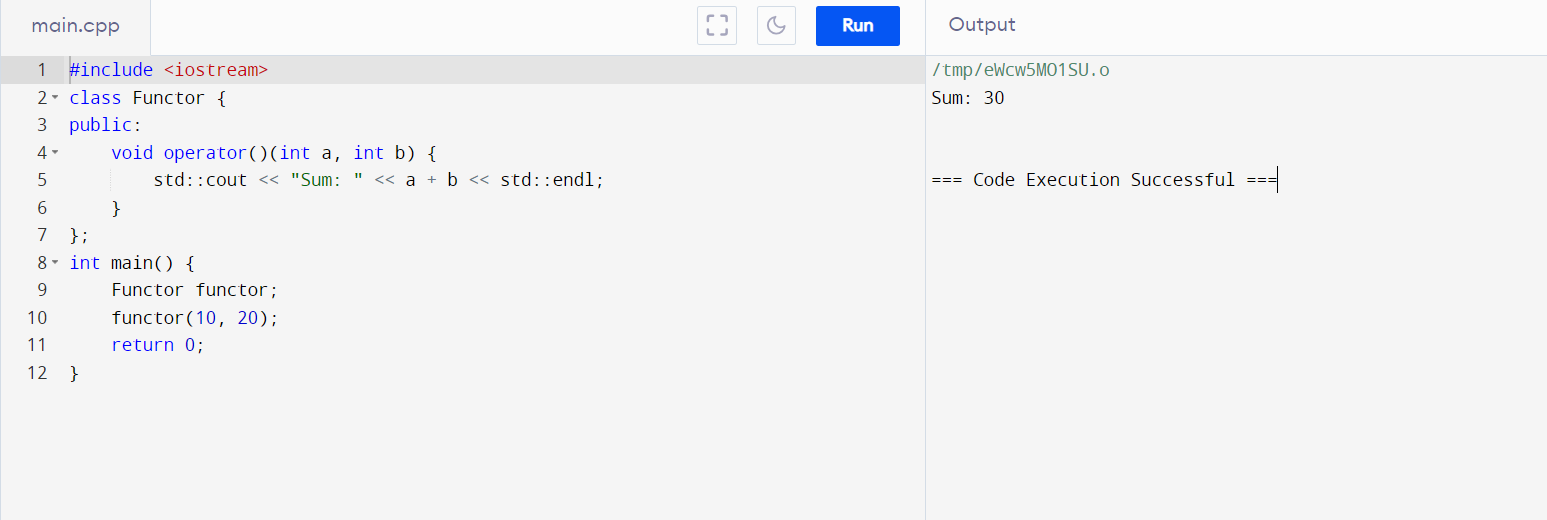 main.cpp
Run
Output
1 #include <iostream>
2 class Functor {
3 public:
4     void operator()(int a, int b) {
5         std::cout << "Sum: " << a + b << std::endl;
6     }
7 };
8 int main() {
9     Functor functor;
10     functor(10, 20);
11     return 0;
12 }
/tmp/eWcw5MO1SU.o
Sum: 30
=== Code Execution Successful ===